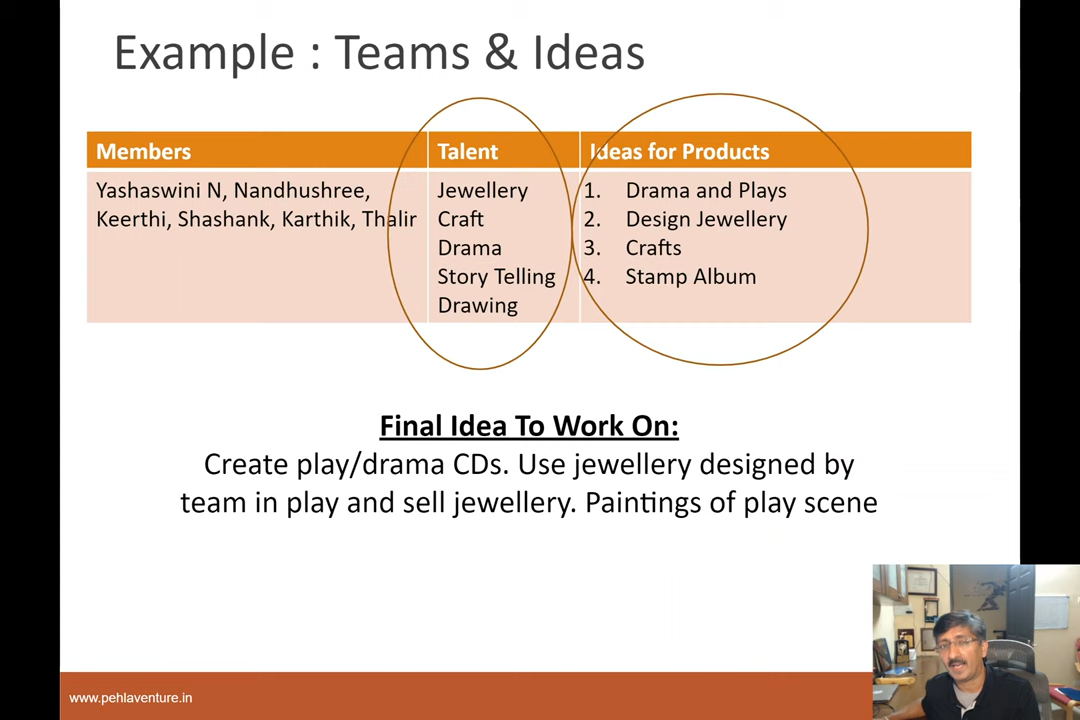 Example : Teams & Ideas
Members
Talent
Ideas for Products
Yashaswini N, Nandhushree,
Keerthi, Shashank, Karthik, Thalir
Jewellery
Craft
Drama
Story Telling
Drawing
1. Drama and Plays
2. Design Jewellery
3. Crafts
4. Stamp Album
Final Idea To Work On:
Create play/drama CDs. Use jewellery designed by
team in play and sell jewellery. Paintings of play scene
www.pehlaventure.in